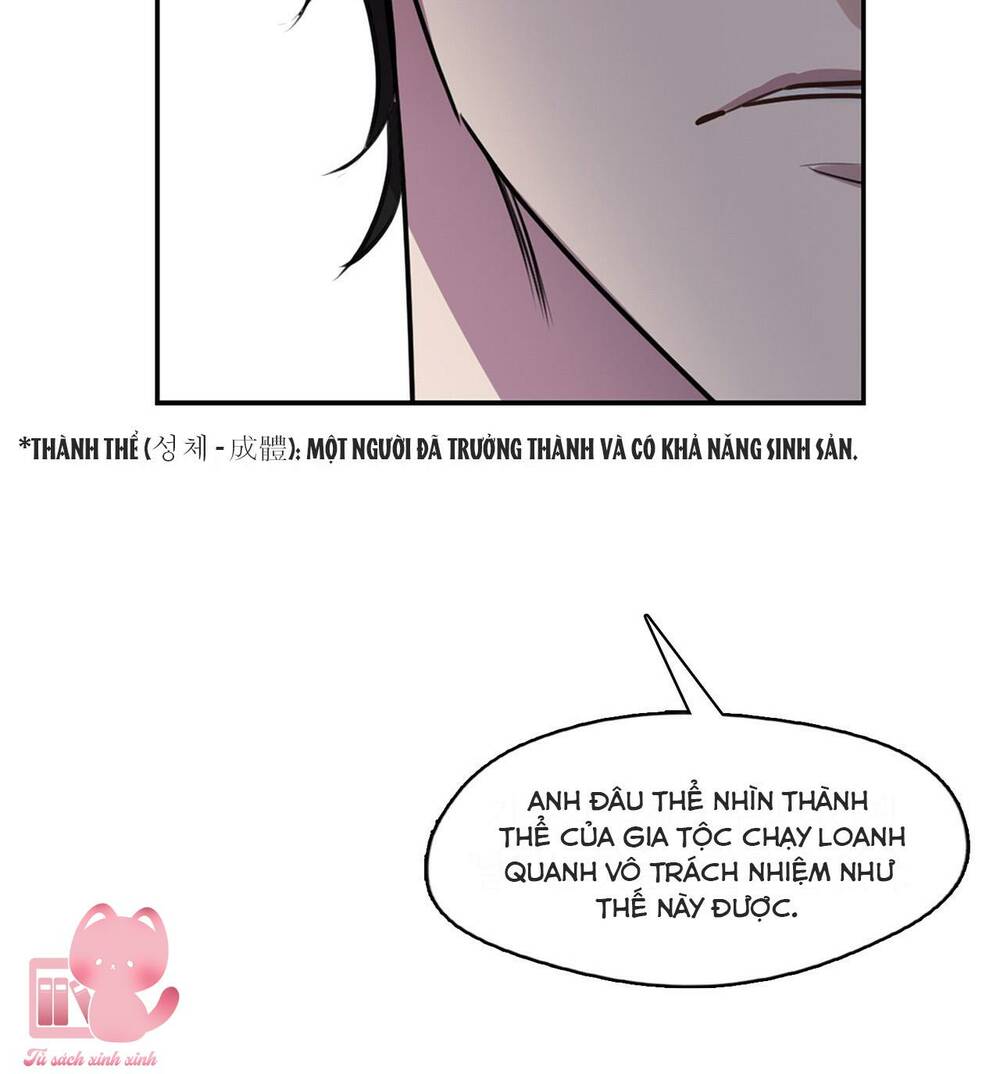 *THÀNH THỂ (성체 - 成體): MỘT NGƯỜI ĐÃ TRƯỞNG THÀNH VÀ CÓ KHẢ NĂNG SINH SẢN.
ANH ĐÂU THỂ NHÌN THÀNH
THỂ CỦA GIA TỘC CHẠY LOANH
QUANH VÔ TRÁCH NHIỆM NHƯ
THẾ NÀY ĐƯỢC.
Tủ sách xinh xinh